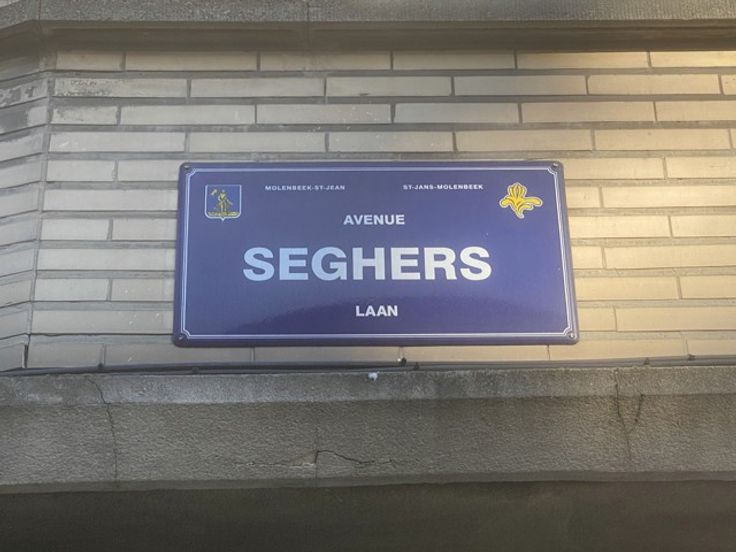 MOLENBEEK-ST-JEAN ST-JANS-MOLENBEEK
AVENUE
SEGHERS
LAAN